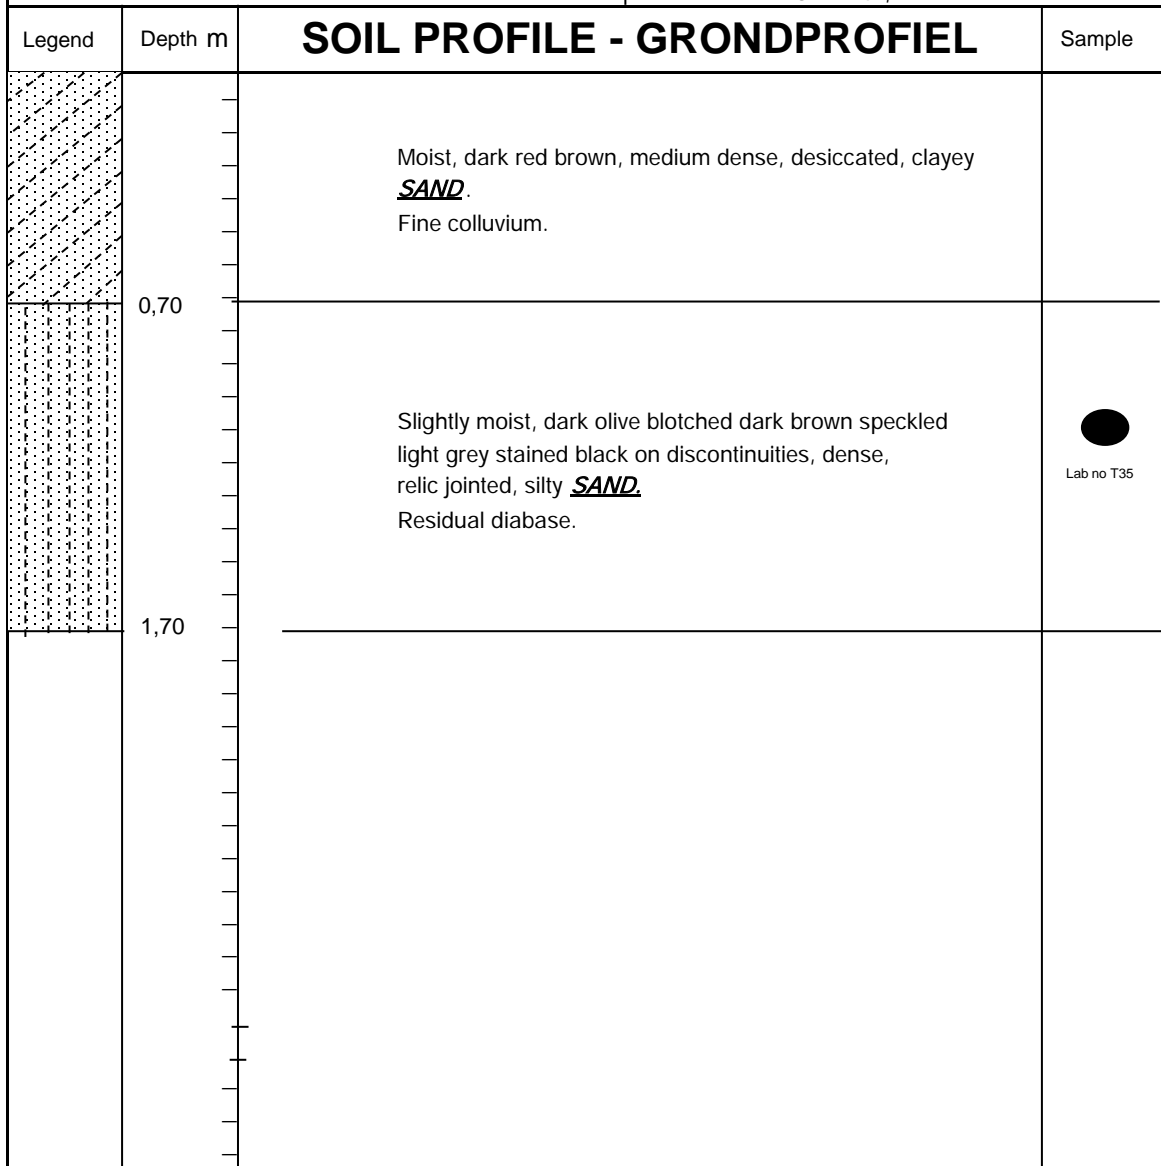 Legend
Depth m
SOIL PROFILE - GRONDPROFIEL
Sample
Moist, dark red brown, medium dense, desiccated, clayey
SAND.
Fine colluvium.
0,70
Slightly moist, dark olive blotched dark brown speckled
light grey stained black on discontinuities, dense,
relic jointed, silty SAND.
Residual diabase.
Lab no T35
1,70